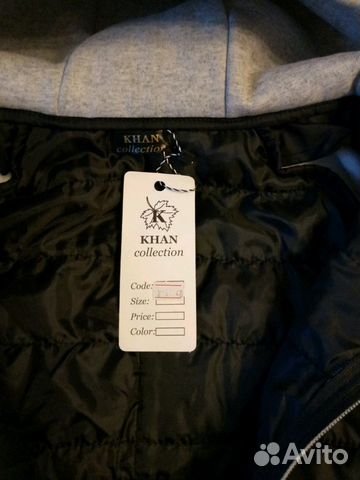 KHAN
collection
K
KHAN
collection
Code:
Size:
Price:
Color:
Avito